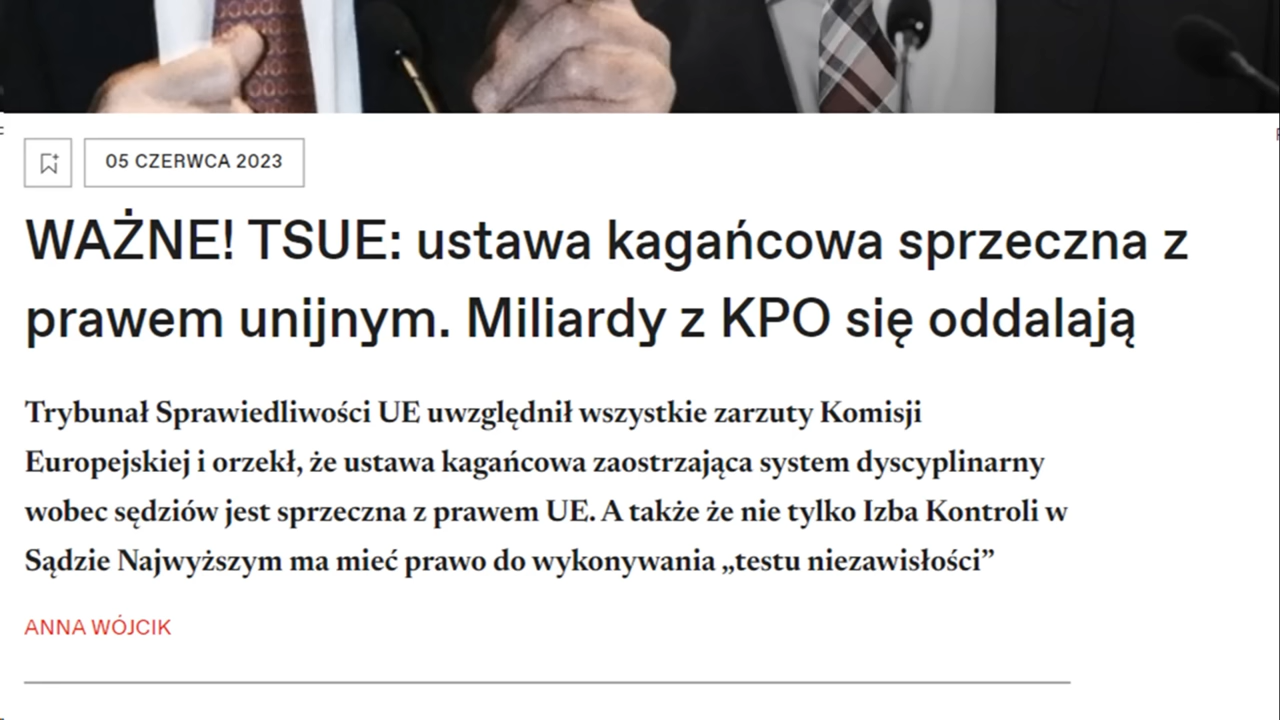 05 CZERWCA 2023
WAŻNE! TSUE: ustawa kagańcowa sprzeczna z
prawem unijnym. Miliardy z KPO się oddalają
Trybunał Sprawiedliwości UE uwzględnił wszystkie zarzuty Komisji
Europejskiej i orzekł, że ustawa kagańcowa zaostrzająca system dyscyplinarny
wobec sędziów jest sprzeczna z prawem UE. A także że nie tylko Izba Kontroli w
Sądzie Najwyższym ma mieć prawo do wykonywania „testu niezawisłości”
ANNA WÓJCIK